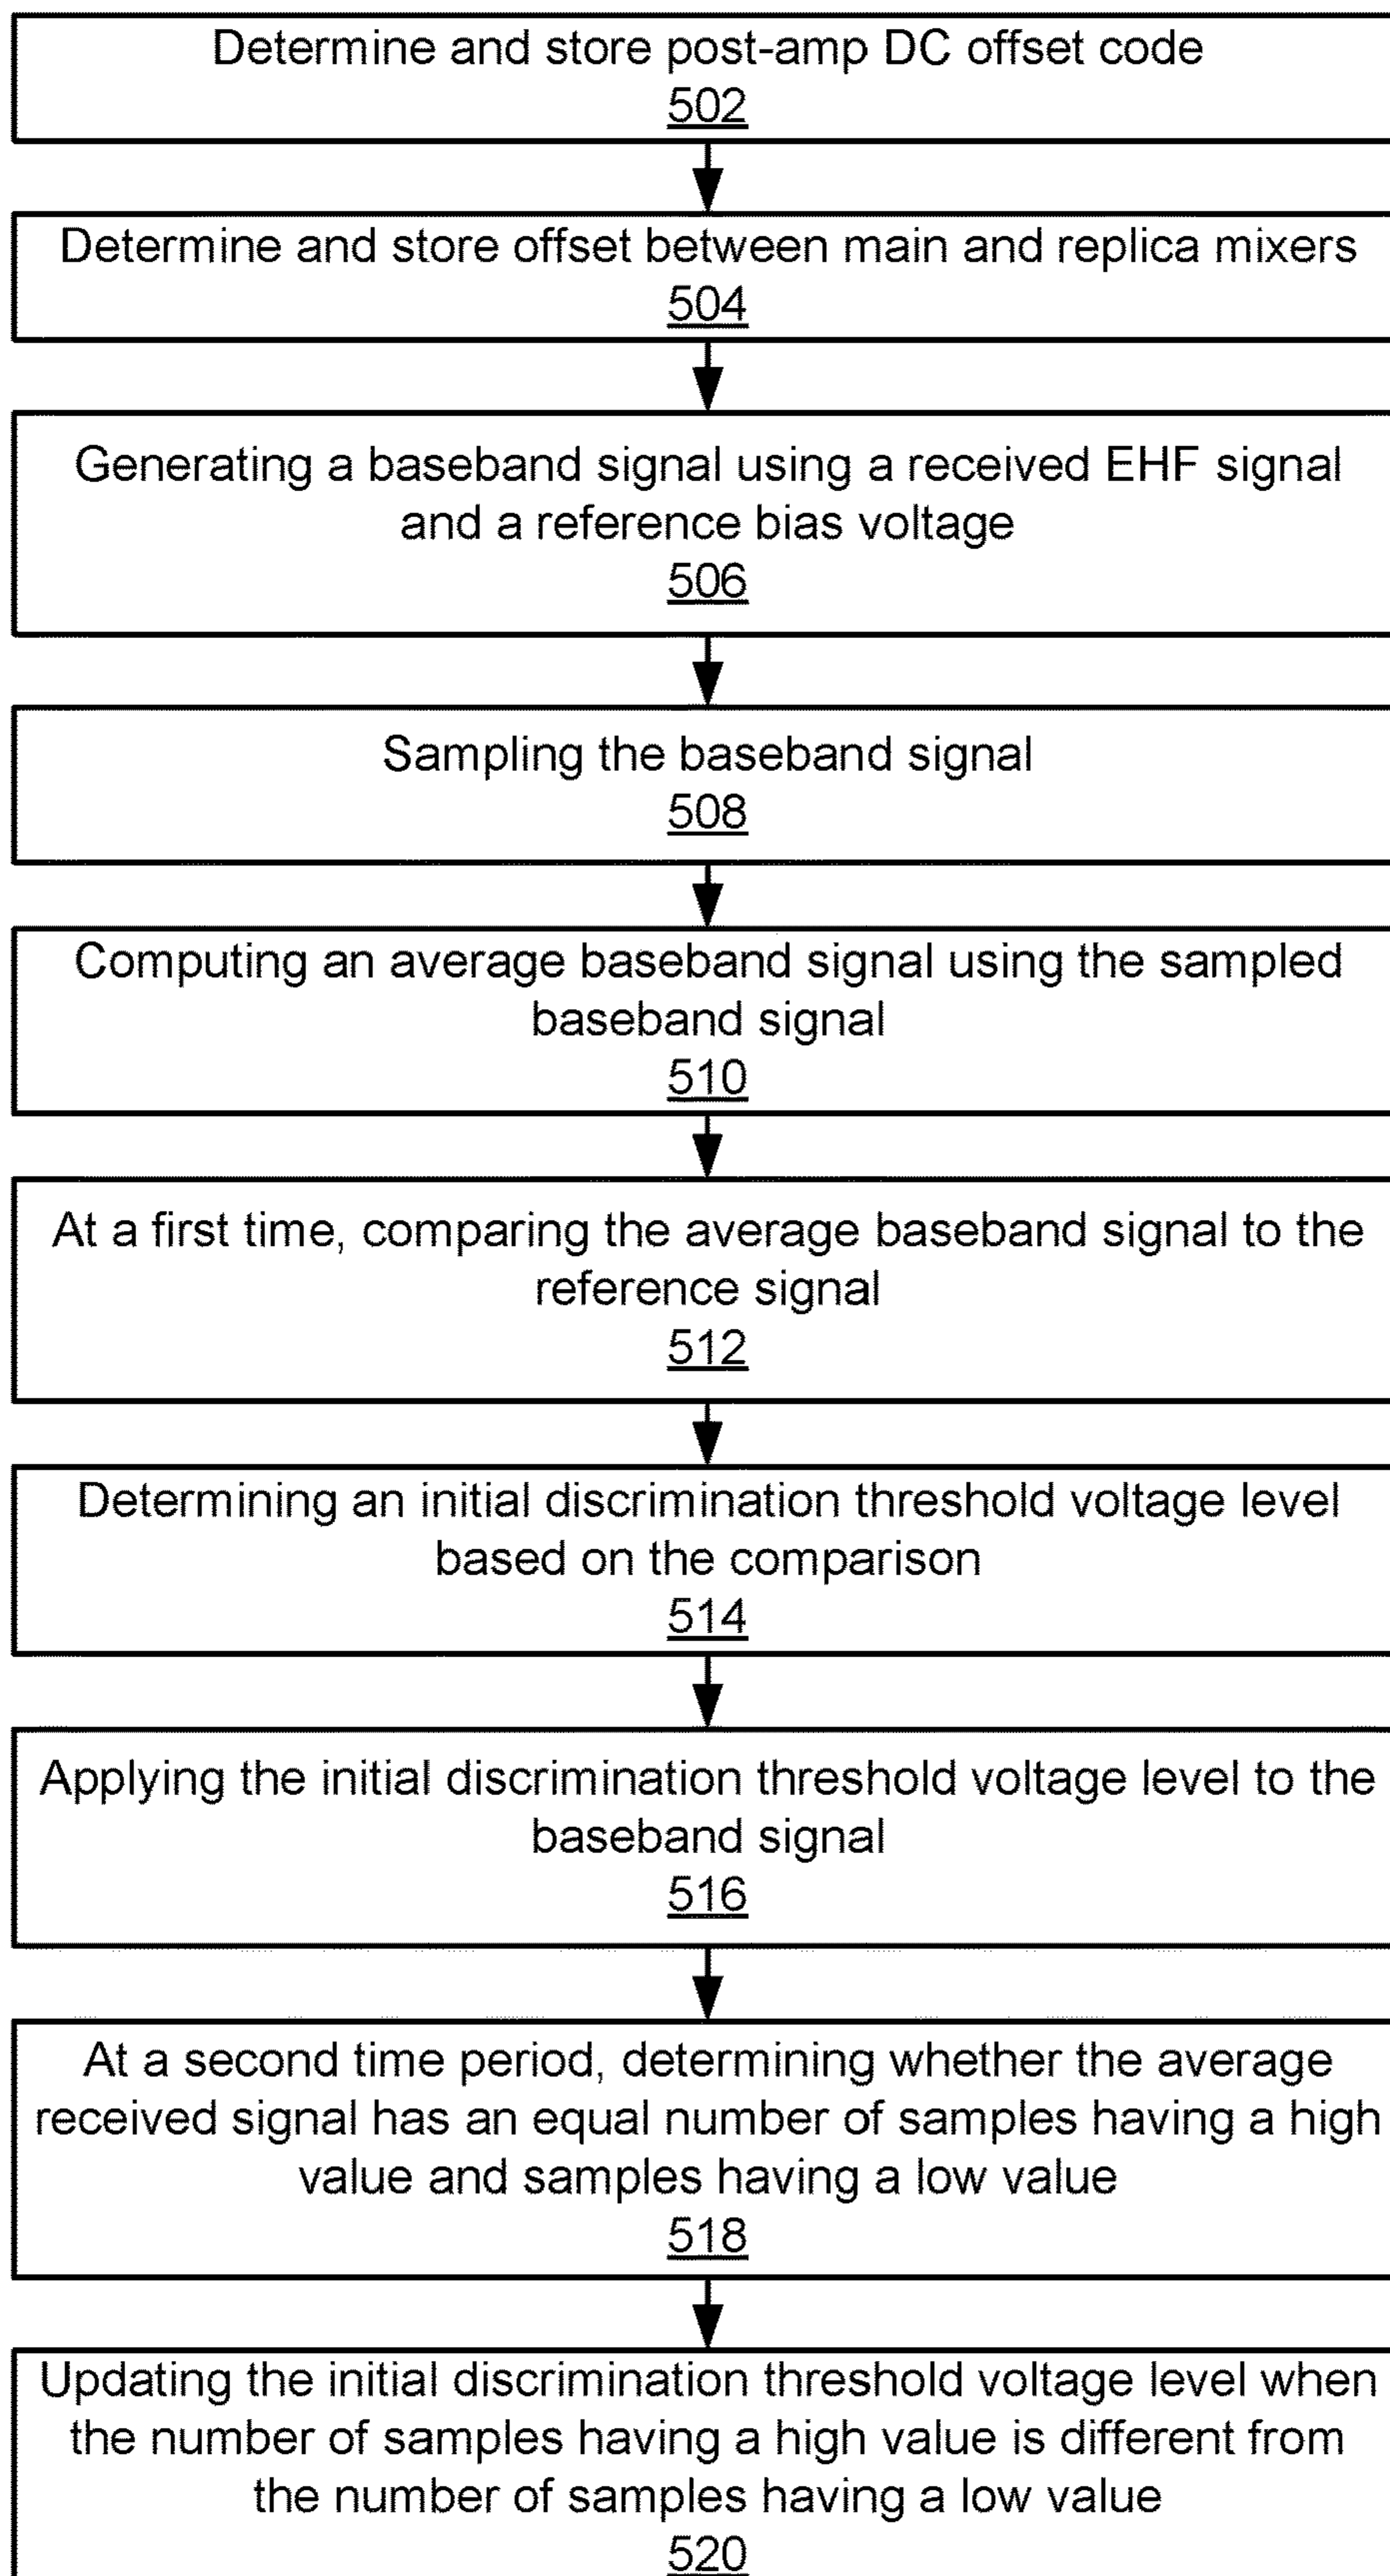 Determine and store post-amp DC offset code
502
Determine and store offset between main and replica mixers
504
Generating a baseband signal using a received EHF signal
and a reference bias voltage
506
Sampling the baseband signal
508
Computing an average baseband signal using the sampled
baseband signal
510
At a first time, comparing the average baseband signal to the
reference signal
512
Determining an initial discrimination threshold voltage level
based on the comparison
514
Applying the initial discrimination threshold voltage level to the
baseband signal
516
At a second time period, determining whether the average
received signal has an equal number of samples having a high
value and samples having a low value
518
Updating the initial discrimination threshold voltage level when
the number of samples having a high value is different from
the number of samples having a low value
520